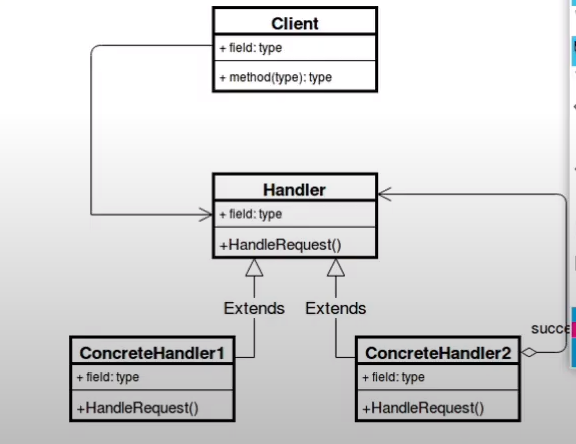 Client
+ field: type
+ method(type): type
Handler
+ field: type
+HandleRequest()
Extends Extends
succe
ConcreteHandler1
+ field: type
+HandleRequest()
ConcreteHandler2
+ field: type
+HandleRequest()